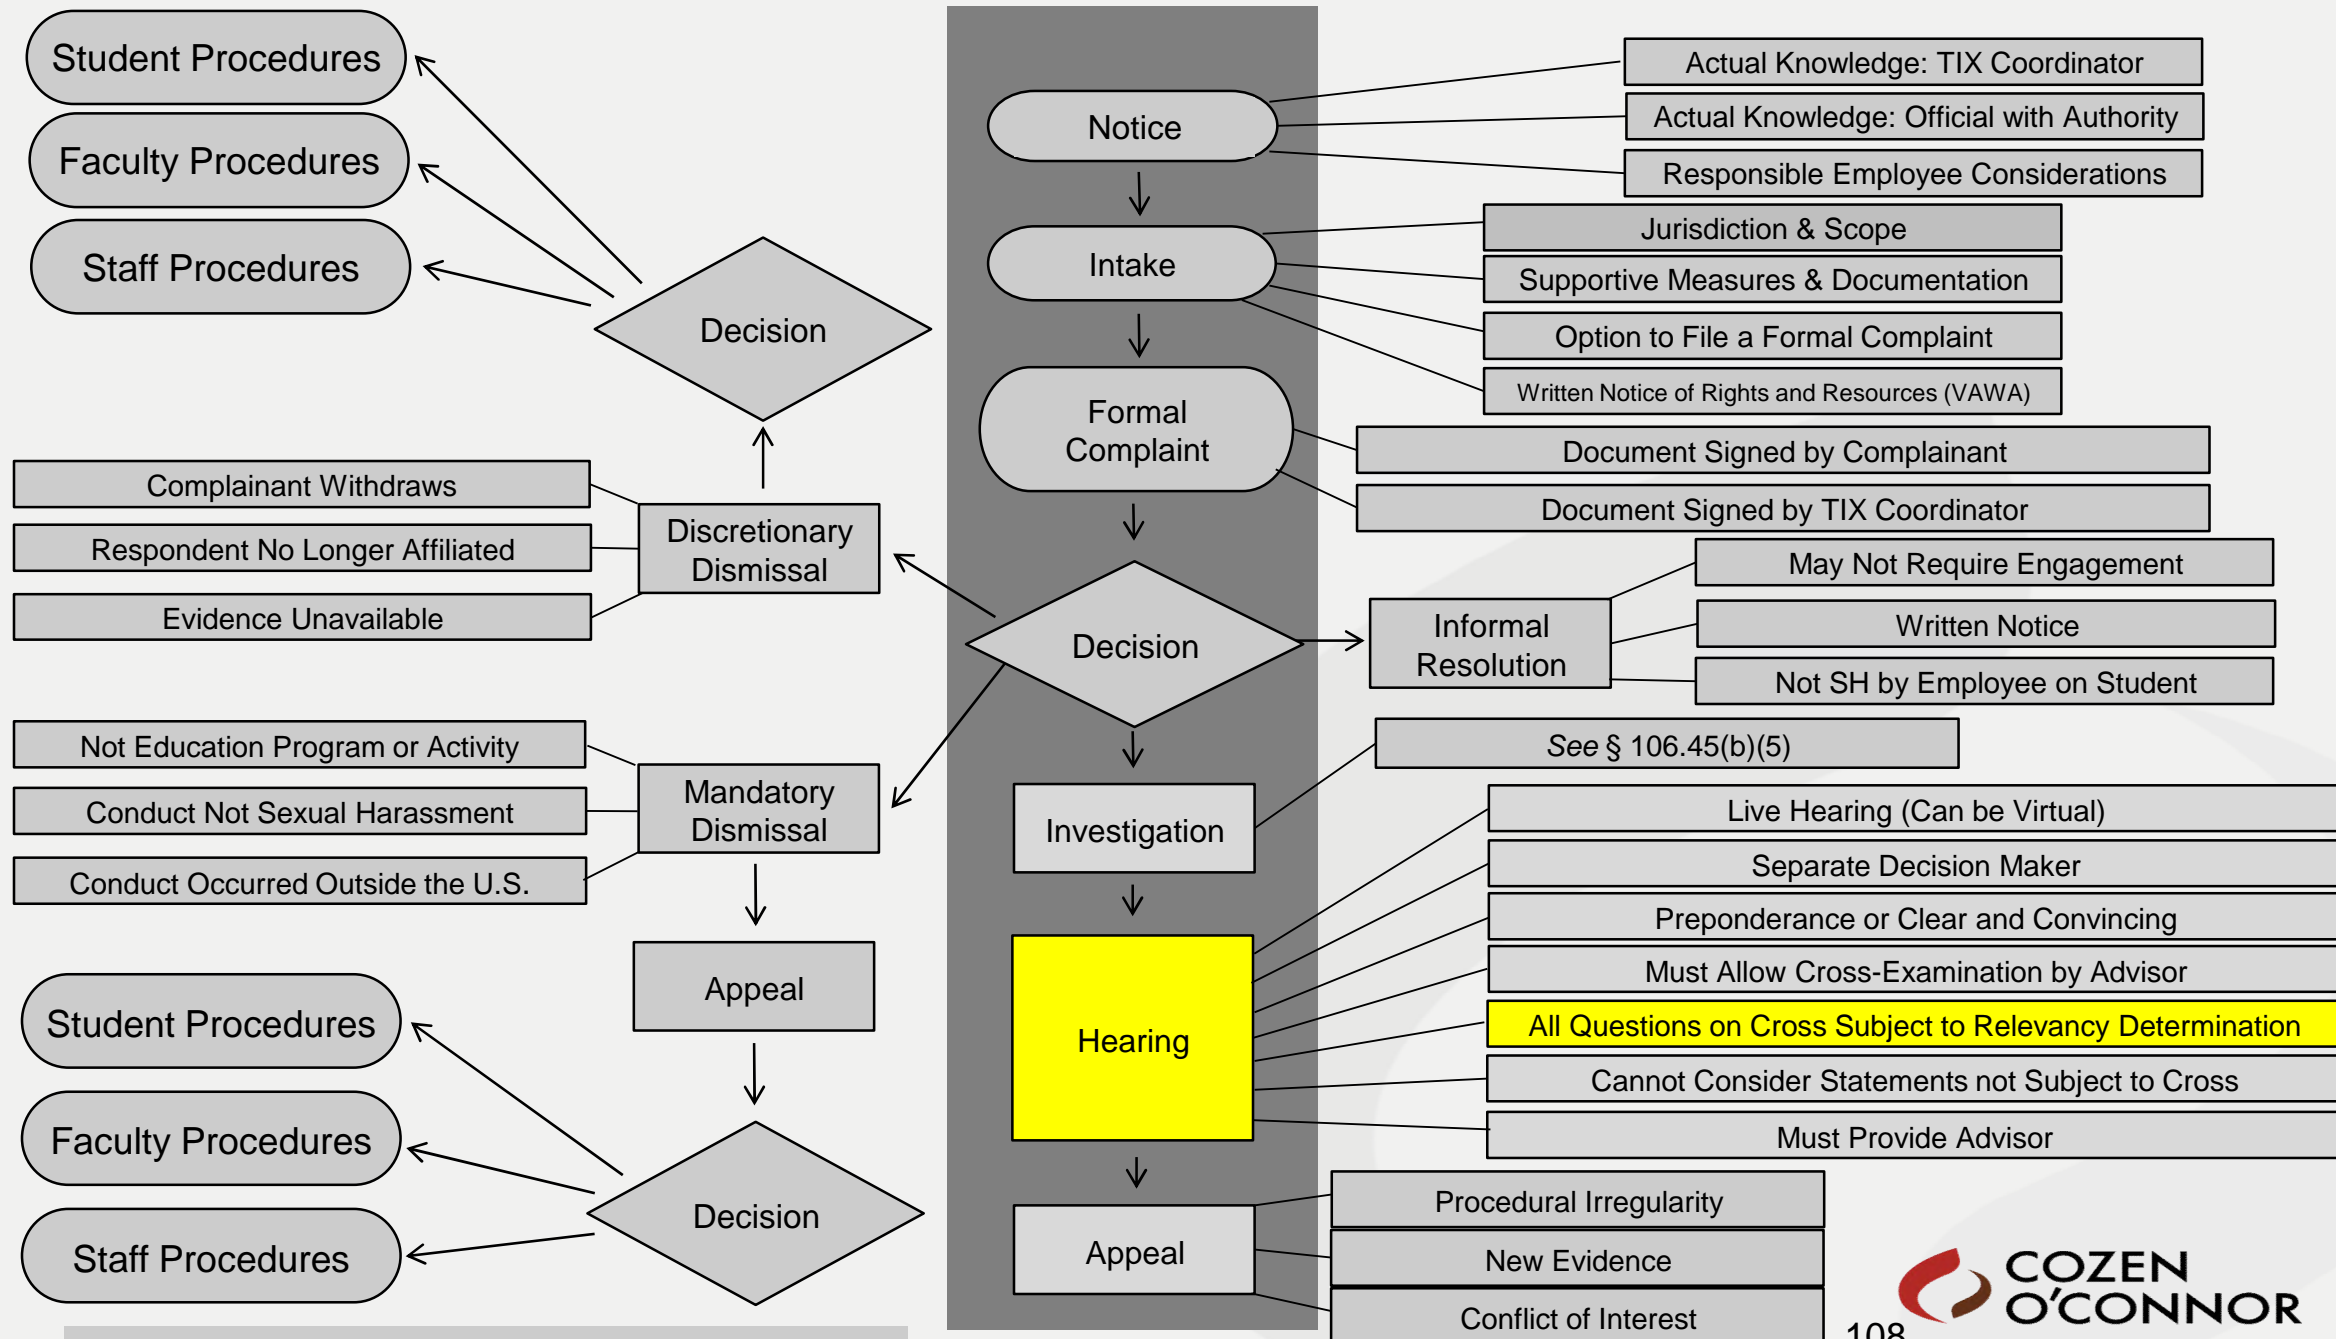 Student Procedures
Faculty Procedures
Staff Procedures
Decision
Complainant Withdraws
Respondent No Longer Affiliated
Evidence Unavailable
Discretionary
Dismissal
Not Education Program or Activity
Conduct Not Sexual Harassment
Conduct Occurred Outside the U.S.
Mandatory
Dismissal
Appeal
Student Procedures
Faculty Procedures
Staff Procedures
Decision
Notice
Actual Knowledge: TIX Coordinator
Actual Knowledge: Official with Authority
Responsible Employee Considerations
Intake
Jurisdiction & Scope
Supportive Measures & Documentation
Option to File a Formal Complaint
Written Notice of Rights and Resources (VAWA)
Formal
Complaint
Document Signed by Complainant
Document Signed by TIX Coordinator
Decision
Informal
Resolution
May Not Require Engagement
Written Notice
Not SH by Employee on Student
Investigation
See § 106.45(b)(5)
Hearing
Live Hearing (Can be Virtual)
Separate Decision Maker
Preponderance or Clear and Convincing
Must Allow Cross-Examination by Advisor
All Questions on Cross Subject to Relevancy Determination
Cannot Consider Statements not Subject to Cross
Must Provide Advisor
Appeal
Procedural Irregularity
New Evidence
Conflict of Interest
COZEN
O'CONNOR
108